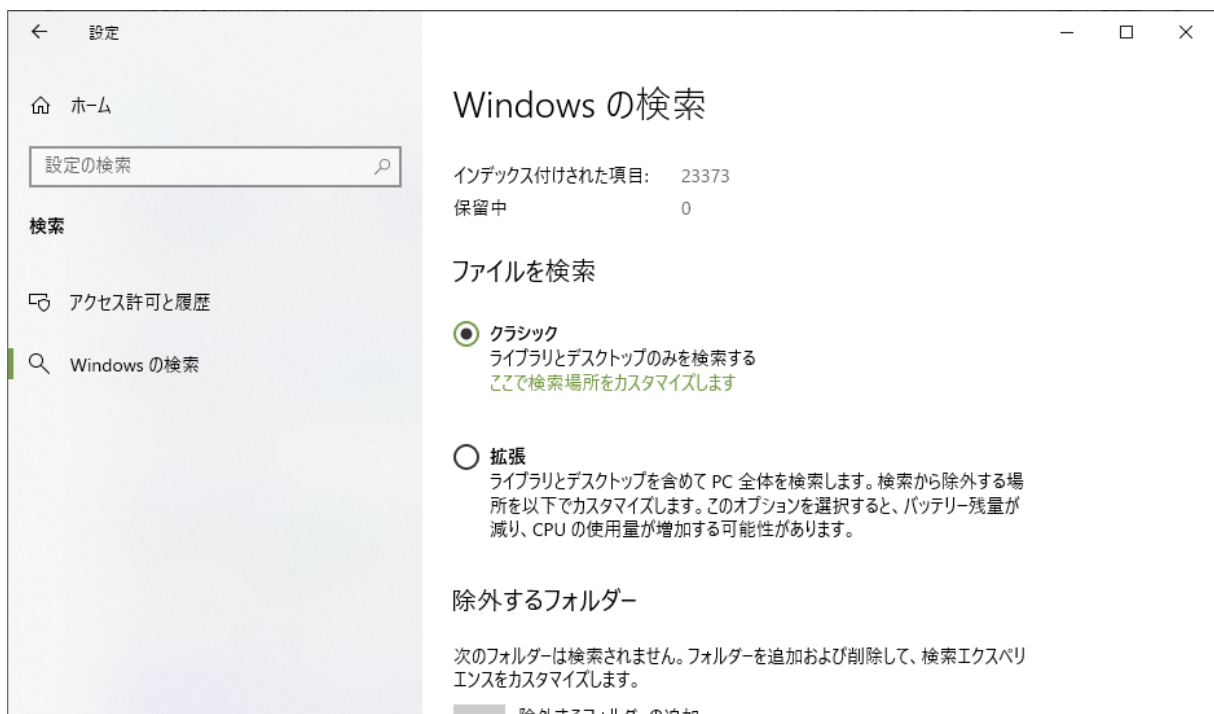 設定
ホーム
設定の検索
検索
アクセス許可と履歴
Windows の検索
Windows の検索
インデックス付けされた項目: 23373
保留中 0
ファイルを検索
クラシック
ライブラリとデスクトップのみを検索する
ここで検索場所をカスタマイズします
拡張
ライブラリとデスクトップを含めて PC 全体を検索します。検索から除外する場
所を以下でカスタマイズします。このオプションを選択すると、バッテリー残量が
減り、CPU の使用量が増加する可能性があります。
除外するフォルダー
次のフォルダーは検索されません。フォルダーを追加および削除して、検索エクスペリ
エンスをカスタマイズします。
除外するフォルダーの追加